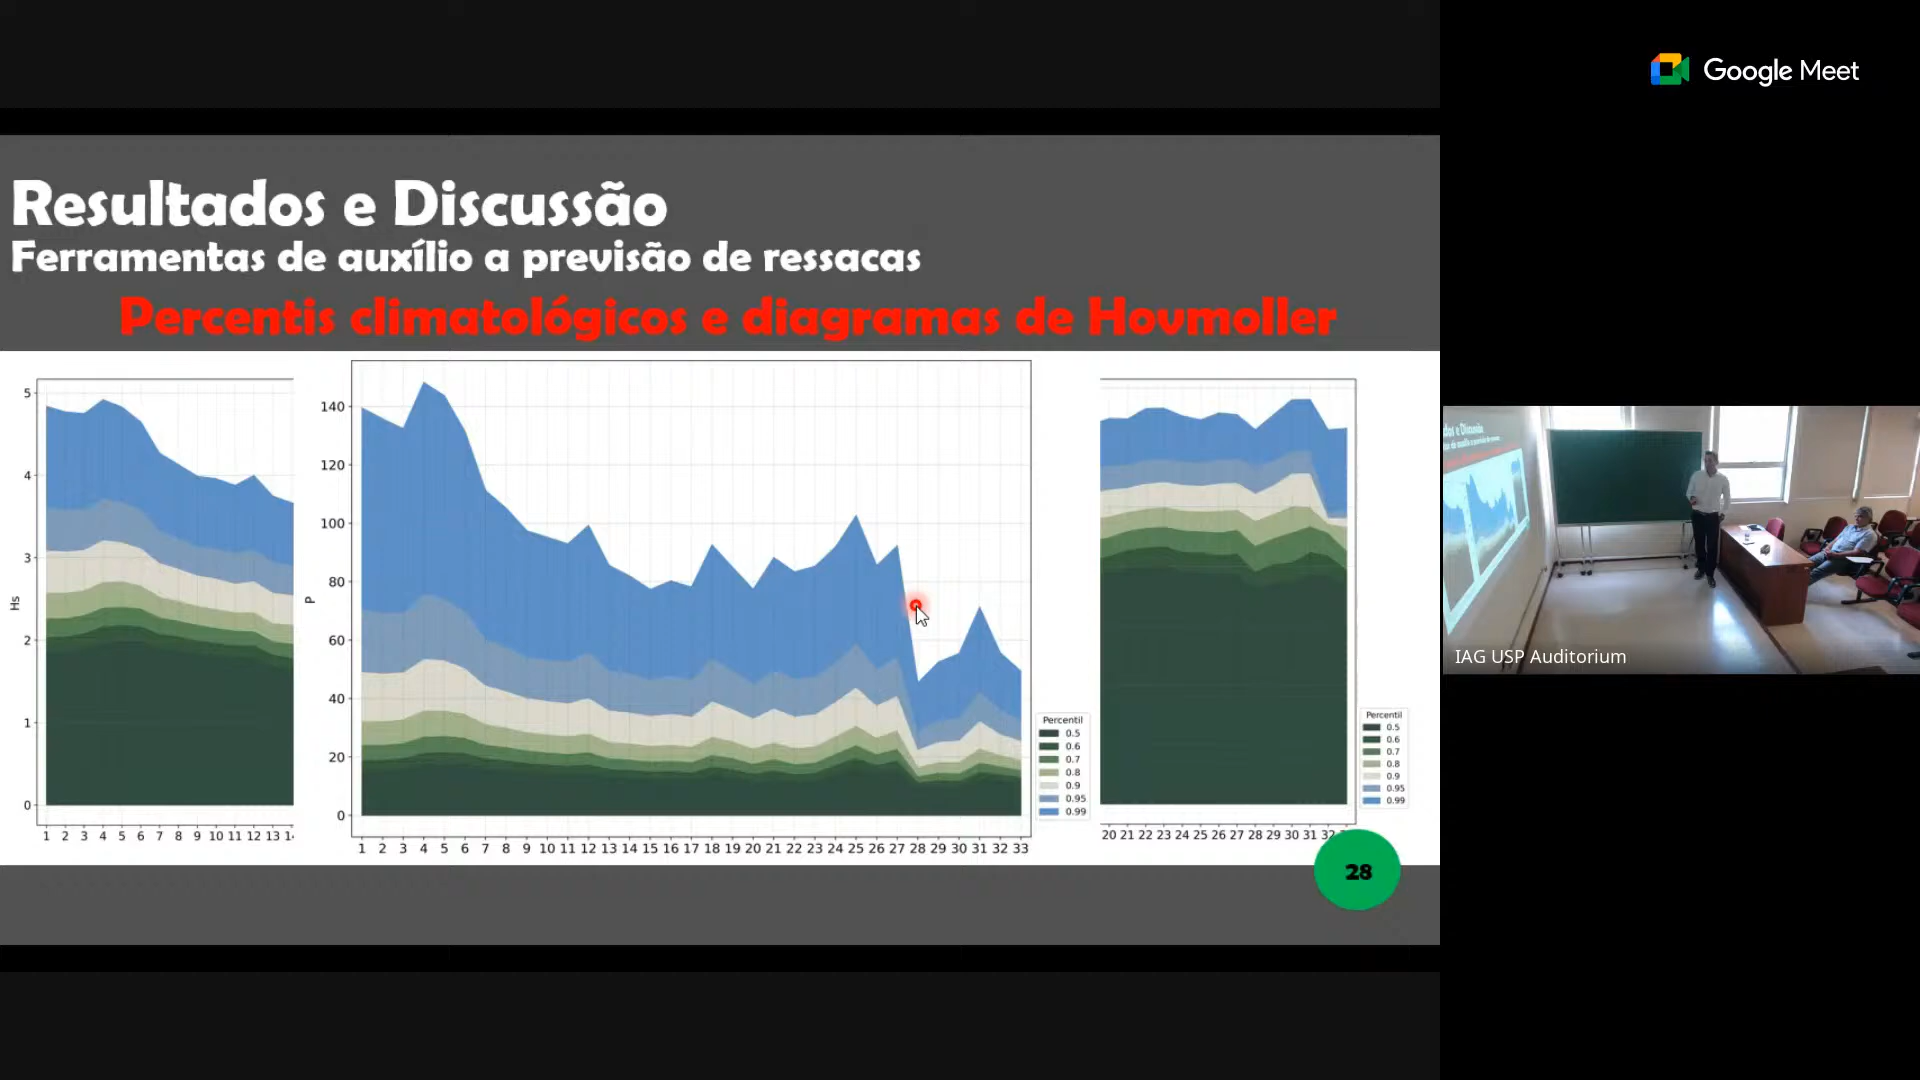 Google Meet
Resultados e Discussão
Ferramentas de auxílio a previsão de ressacas
Percentis climatológicos e diagramas de Hovmoller
5
4
3
2
1
0
Hs
1 2 3 4 5 6 7 8 9 10 11 12 13
140
120
100
80
60
40
20
0
P
1 2 3 4 5 6 7 8 9 10 11 12 13 14 15 16 17 18 19 20 21 22 23 24 25 26 27 28 29 30 31 32 33
Percentil
0.5
0.6
0.7
0.8
0.9
0.95
0.99
20 21 22 23 24 25 26 27 28 29 30 31 32
Percentil
0.5
0.6
0.7
0.8
0.9
0.95
0.99
28
IAG USP Auditorium